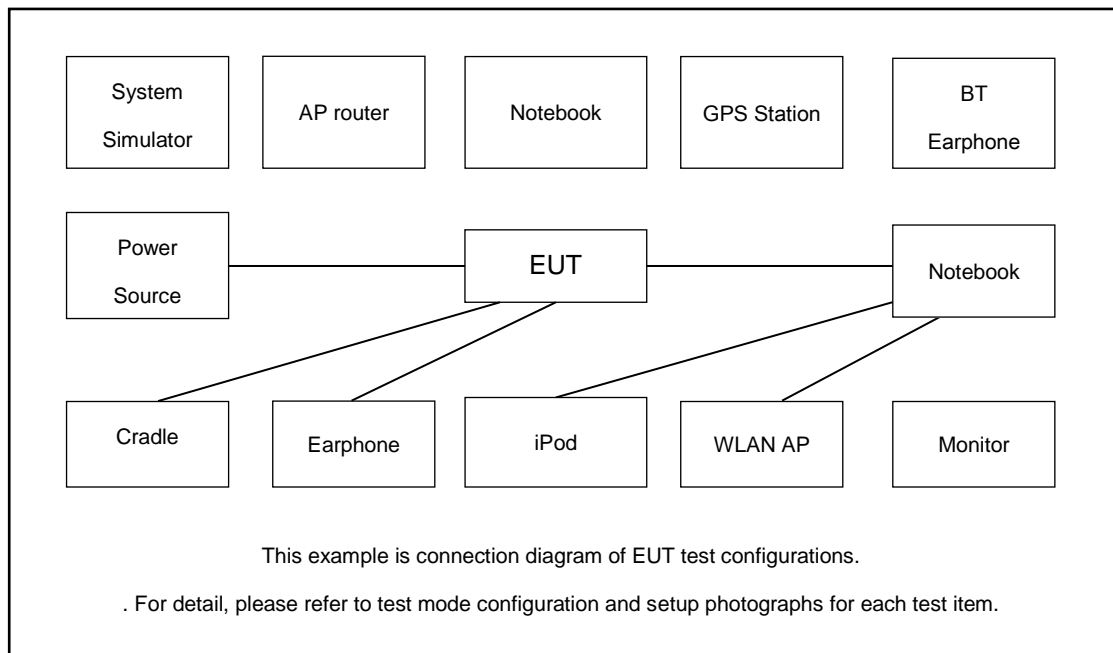 System
Simulator
AP router
Notebook
GPS Station
BT
Earphone
Power
Source
EUT
Notebook
Cradle
Earphone
iPod
WLAN AP
Monitor
This example is connection diagram of EUT test configurations.
. For detail, please refer to test mode configuration and setup photographs for each test item.